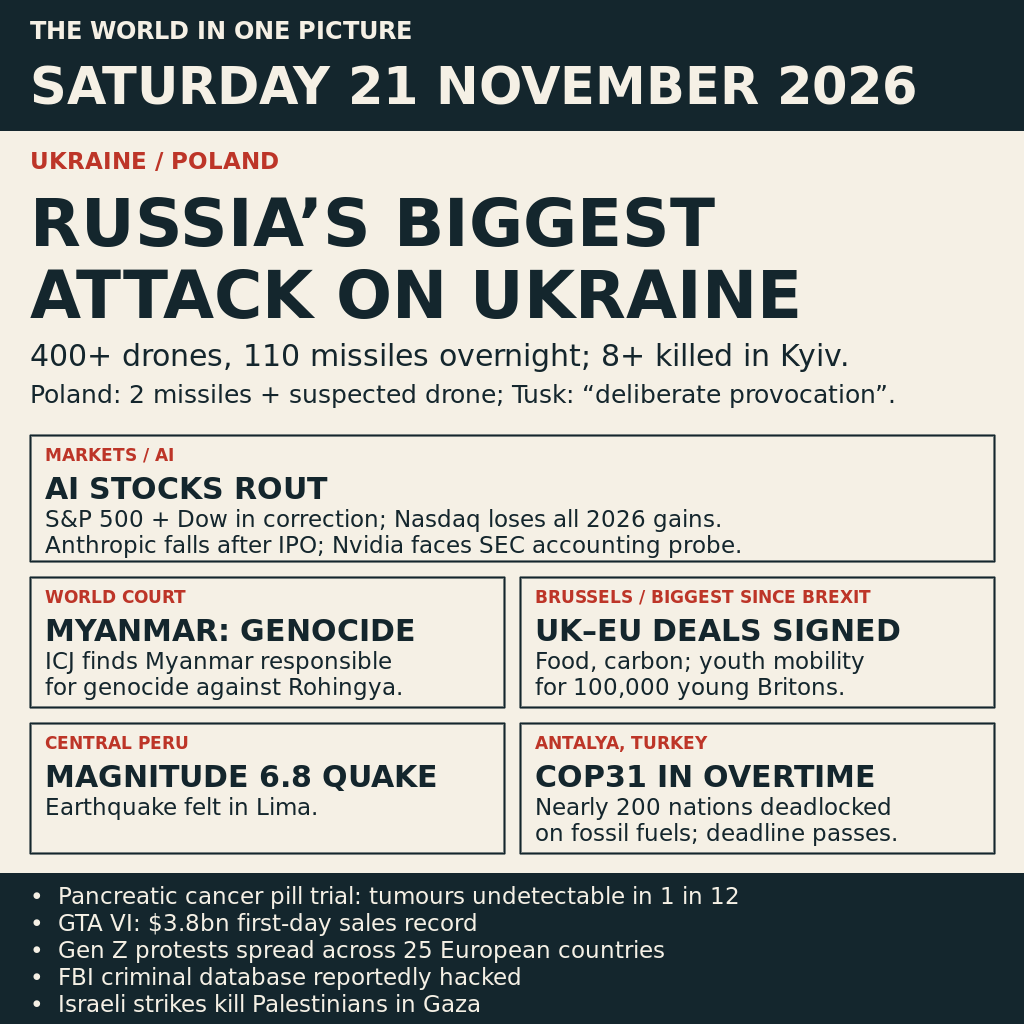 THE WORLD IN ONE PICTURE
SATURDAY 21 NOVEMBER 2026
UKRAINE / POLAND
RUSSIA’S BIGGEST
ATTACK ON UKRAINE
400+ drones, 110 missiles overnight; 8+ killed in Kyiv.
Poland: 2 missiles + suspected drone; Tusk: “deliberate provocation”.
MARKETS / AI
AI STOCKS ROUT
S&P 500 + Dow in correction; Nasdaq loses all 2026 gains.
Anthropic falls after IPO; Nvidia faces SEC accounting probe.
WORLD COURT
MYANMAR: GENOCIDE
ICJ finds Myanmar responsible
for genocide against Rohingya.
BRUSSELS / BIGGEST SINCE BREXIT
UK–EU DEALS SIGNED
Food, carbon; youth mobility
for 100,000 young Britons.
CENTRAL PERU
MAGNITUDE 6.8 QUAKE
Earthquake felt in Lima.
ANTALYA, TURKEY
COP31 IN OVERTIME
Nearly 200 nations deadlocked
on fossil fuels; deadline passes.
• Pancreatic cancer pill trial: tumours undetectable in 1 in 12
• GTA VI: $3.8bn first-day sales record
• Gen Z protests spread across 25 European countries
• FBI criminal database reportedly hacked
• Israeli strikes kill Palestinians in Gaza